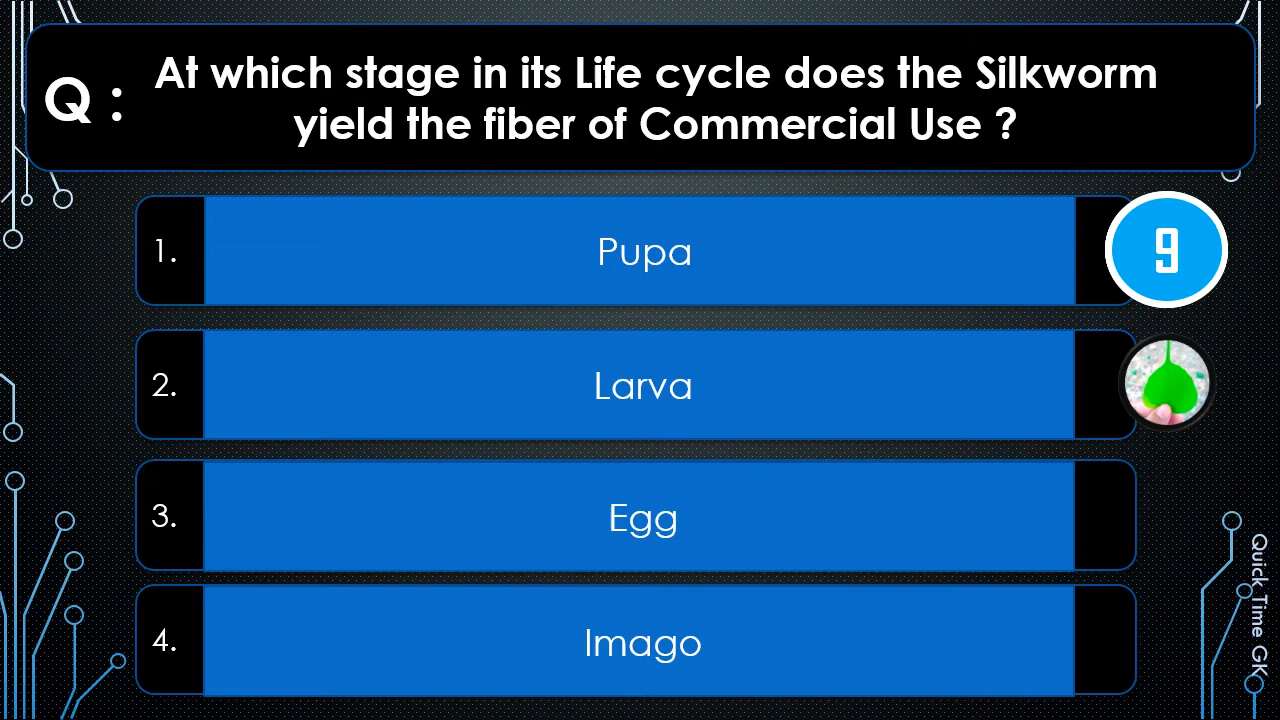 Q :
At which stage in its Life cycle does the Silkworm
yield the fiber of Commercial Use ?
1.
Pupa
9
2.
Larva
3.
Egg
4.
Imago
Quick Time GK